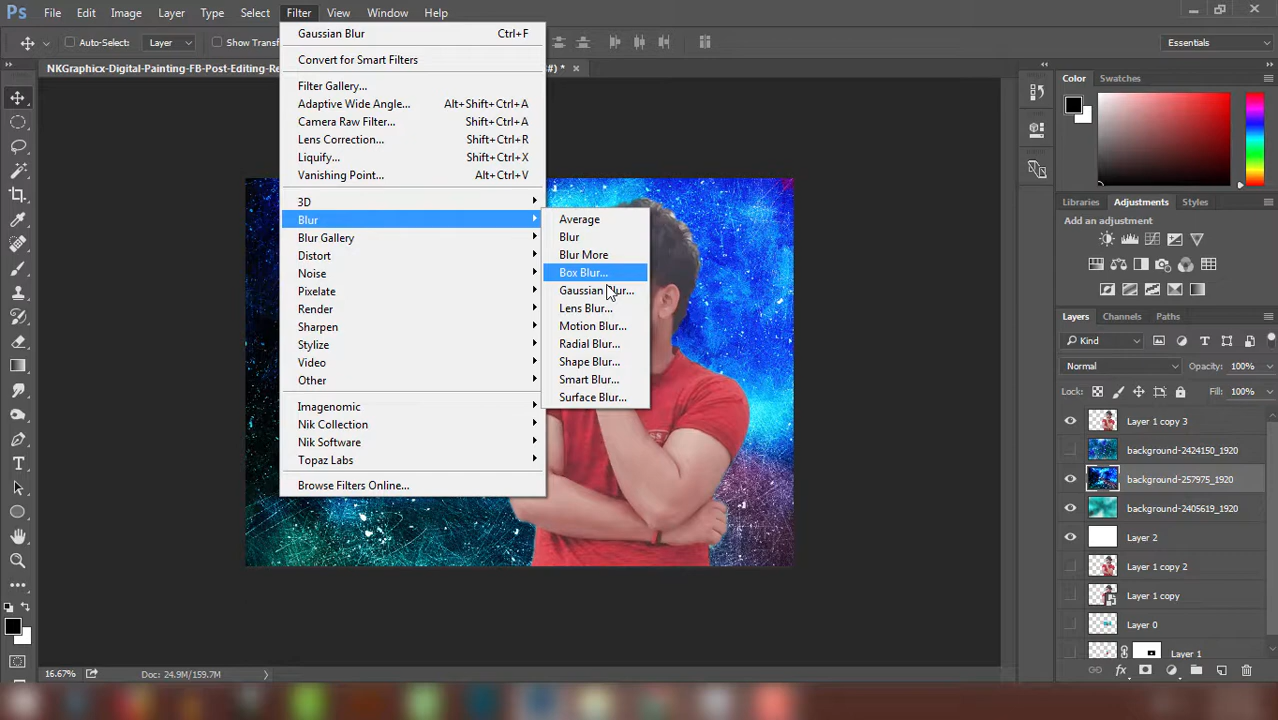 Ps File Edit Image Layer Type Select Filter View Window Help
Auto-Select: Layer Show Transf Essentials
NKGraphicx-Digital-Painting-FB-Post-Editing-Re #) * ×
Gaussian Blur Ctrl+F
Convert for Smart Filters
Filter Gallery...
Adaptive Wide Angle... Alt+Shift+Ctrl+A
Camera Raw Filter... Shift+Ctrl+A
Lens Correction... Shift+Ctrl+R
Liquify... Shift+Ctrl+X
Vanishing Point... Alt+Ctrl+V
3D
Blur
Blur Gallery
Distort
Noise
Pixelate
Render
Sharpen
Stylize
Video
Other
Imagenomic
Nik Collection
Nik Software
Topaz Labs
Browse Filters Online...
Average
Blur
Blur More
Box Blur...
Gaussian Blur...
Lens Blur...
Motion Blur...
Radial Blur...
Shape Blur...
Smart Blur...
Surface Blur...
Color Swatches
Libraries Adjustments Styles
Add an adjustment
Layers Channels Paths
Kind
Normal Opacity: 100%
Lock: Fill: 100%
Layer 1 copy 3
background-2424150_1920
background-257975_1920
background-2405619_1920
Layer 2
Layer 1 copy 2
Layer 1 copy
Layer 0
Layer 1
fx
16.67% Doc: 24.9M/159.7M